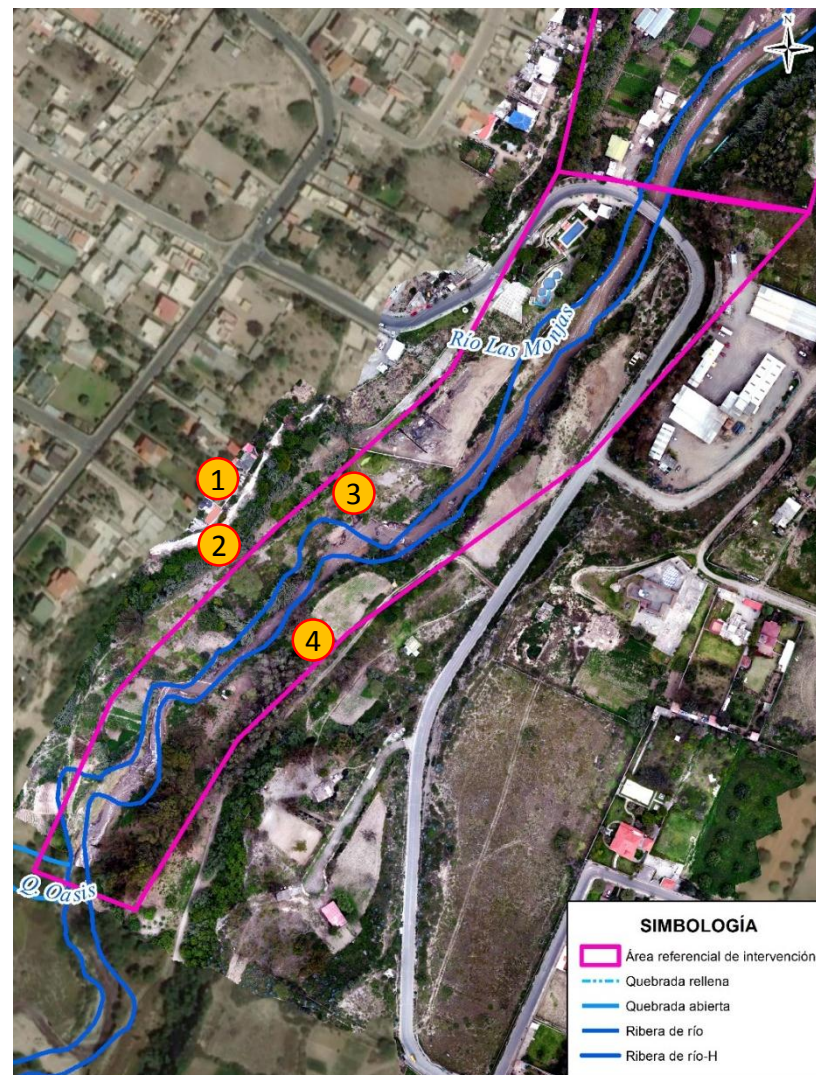 N
Río Las Monjas
1
2
3
4
Q. Oasis
SIMBOLOGÍA
Área referencial de intervención
Quebrada rellena
Quebrada abierta
Ribera de río
Ribera de río-H